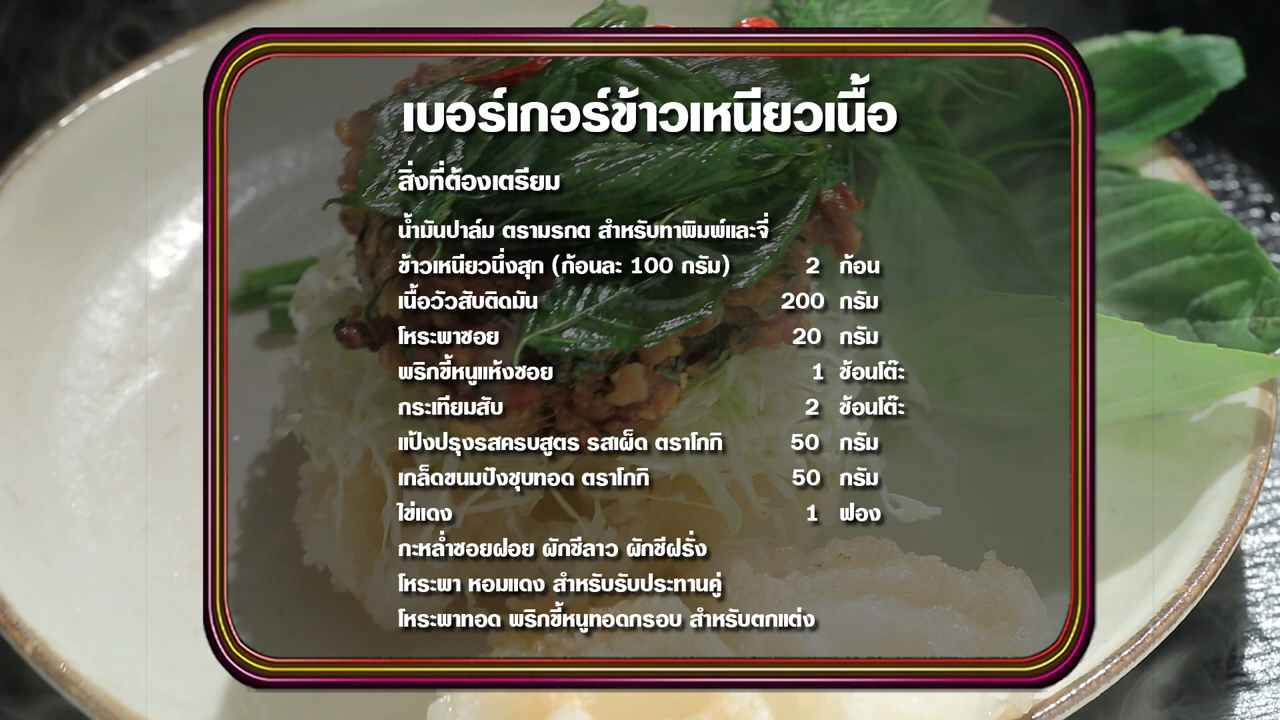 เบอร์เกอร์ข้าวเหนียวเนื้อ
สิ่งที่ต้องเตรียม
น้ำมันปาล์ม ตรามรกต สำหรับทาพิมพ์และจี่
ข้าวเหนียวนึ่งสุก (ก้อนละ 100 กรัม) 2 ก้อน
เนื้อวัวสับติดมัน 200 กรัม
โหระพาซอย 20 กรัม
พริกขี้หนูแห้งซอย 1 ช้อนโต๊ะ
กระเทียมสับ 2 ช้อนโต๊ะ
แป้งปรุงรสครบสูตร รสเผ็ด ตราโกกิ 50 กรัม
เกล็ดขนมปังชุบทอด ตราโกกิ 50 กรัม
ไข่แดง 1 ฟอง
กะหล่ำซอยฝอย ผักชีลาว ผักชีฝรั่ง
โหระพา หอมแดง สำหรับรับประทานคู่
โหระพาทอด พริกขี้หนูทอดกรอบ สำหรับตกแต่ง